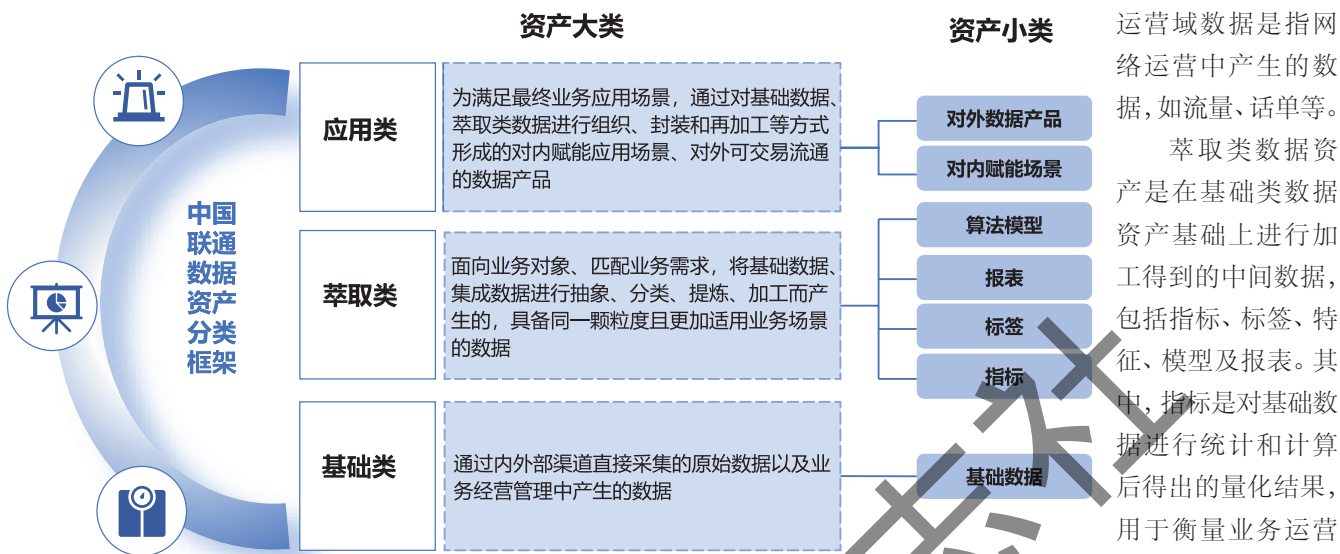 资产大类
资产小类
中国
联通
数据
资产
分类
框架
应用类
为满足最终业务应用场景，通过对基础数据、
萃取类数据进行组织、封装和再加工等方式
形成的对内赋能应用场景、对外可交易流通
的数据产品
对外数据产品
对内赋能场景
萃取类
面向业务对象、匹配业务需求，将基础数据、
集成数据进行抽象、分类、提炼、加工而产
生的，具备同一颗粒度且更加适用业务场景
的数据
算法模型
报表
标签
指标
基础类
通过内外部渠道直接采集的原始数据以及业
务经营管理中产生的数据
基础数据
运营域数据是指网
络运营中产生的数
据，如流量、话单等。
萃取类数据资
产是在基础类数据
资产基础上进行加
工得到的中间数据，
包括指标、标签、特
征、模型及报表。其
中，指标是对基础数
据进行统计和计算
后得出的量化结果，
用于衡量业务运营
社